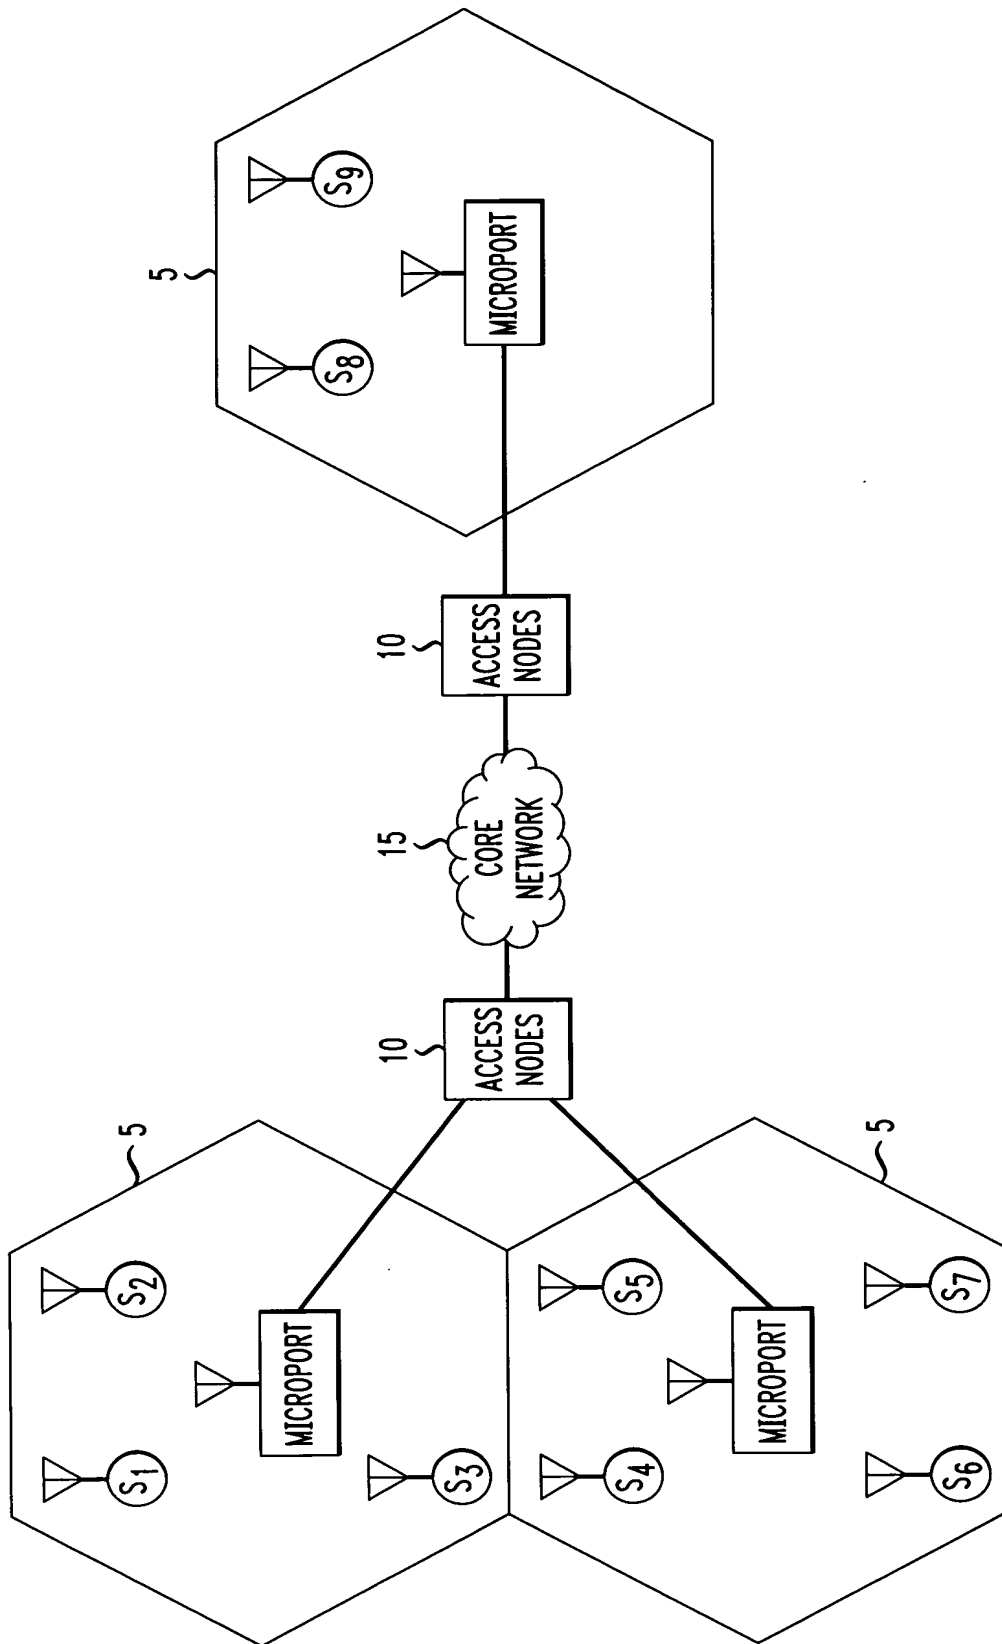 5
S1
S2
MICROPORT
S3
S4
S5
MICROPORT
S6
S7
5
10
ACCESS
NODES
15
CORE
NETWORK
10
ACCESS
NODES
5
S8
S9
MICROPORT